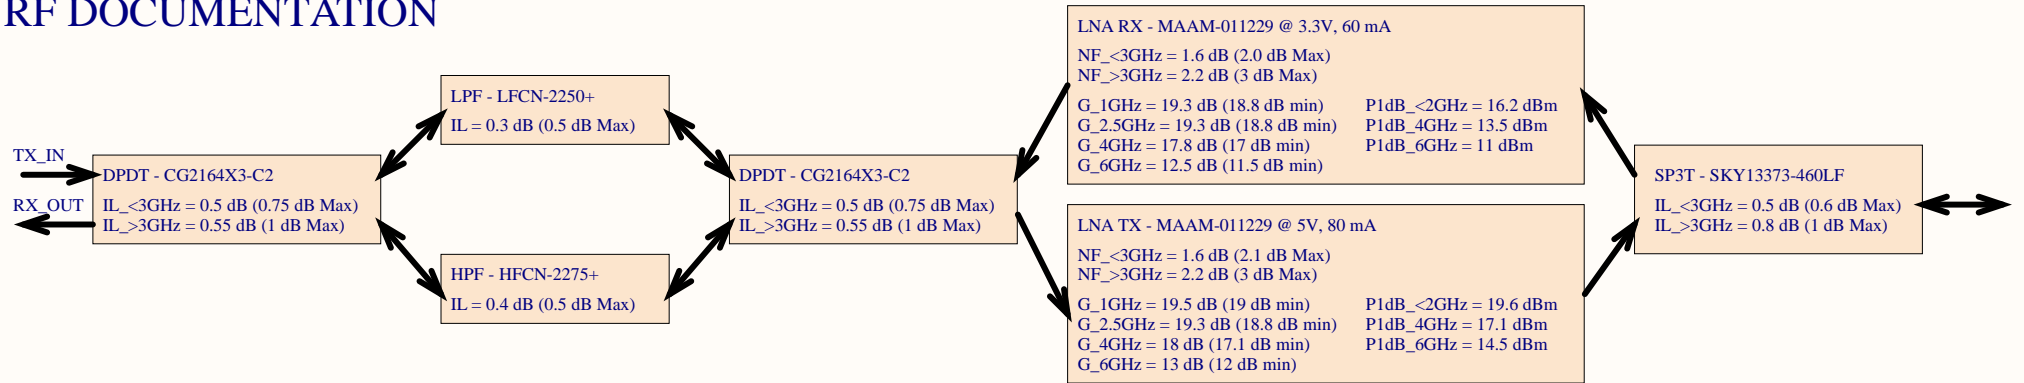 RF DOCUMENTATION
TX_IN
RX_OUT
DPDT - CG2164X3-C2
IL_<3GHz = 0.5 dB (0.75 dB Max)
IL_>3GHz = 0.55 dB (1 dB Max)
LPF - LFCN-2250+
IL = 0.3 dB (0.5 dB Max)
HPF - HFCN-2275+
IL = 0.4 dB (0.5 dB Max)
DPDT - CG2164X3-C2
IL_<3GHz = 0.5 dB (0.75 dB Max)
IL_>3GHz = 0.55 dB (1 dB Max)
LNA RX - MAAM-011229 @ 3.3V, 60 mA
NF_<3GHz = 1.6 dB (2.0 dB Max)
NF_>3GHz = 2.2 dB (3 dB Max)
G_1GHz = 19.3 dB (18.8 dB min) P1dB_<2GHz = 16.2 dBm
G_2.5GHz = 19.3 dB (18.8 dB min) P1dB_4GHz = 13.5 dBm
G_4GHz = 17.8 dB (17 dB min) P1dB_6GHz = 11 dBm
G_6GHz = 12.5 dB (11.5 dB min)
LNA TX - MAAM-011229 @ 5V, 80 mA
NF_<3GHz = 1.6 dB (2.1 dB Max)
NF_>3GHz = 2.2 dB (3 dB Max)
G_1GHz = 19.5 dB (19 dB min) P1dB_<2GHz = 19.6 dBm
G_2.5GHz = 19.3 dB (18.8 dB min) P1dB_4GHz = 17.1 dBm
G_4GHz = 18 dB (17.1 dB min) P1dB_6GHz = 14.5 dBm
G_6GHz = 13 dB (12 dB min)
SP3T - SKY13373-460LF
IL_<3GHz = 0.5 dB (0.6 dB Max)
IL_>3GHz = 0.8 dB (1 dB Max)